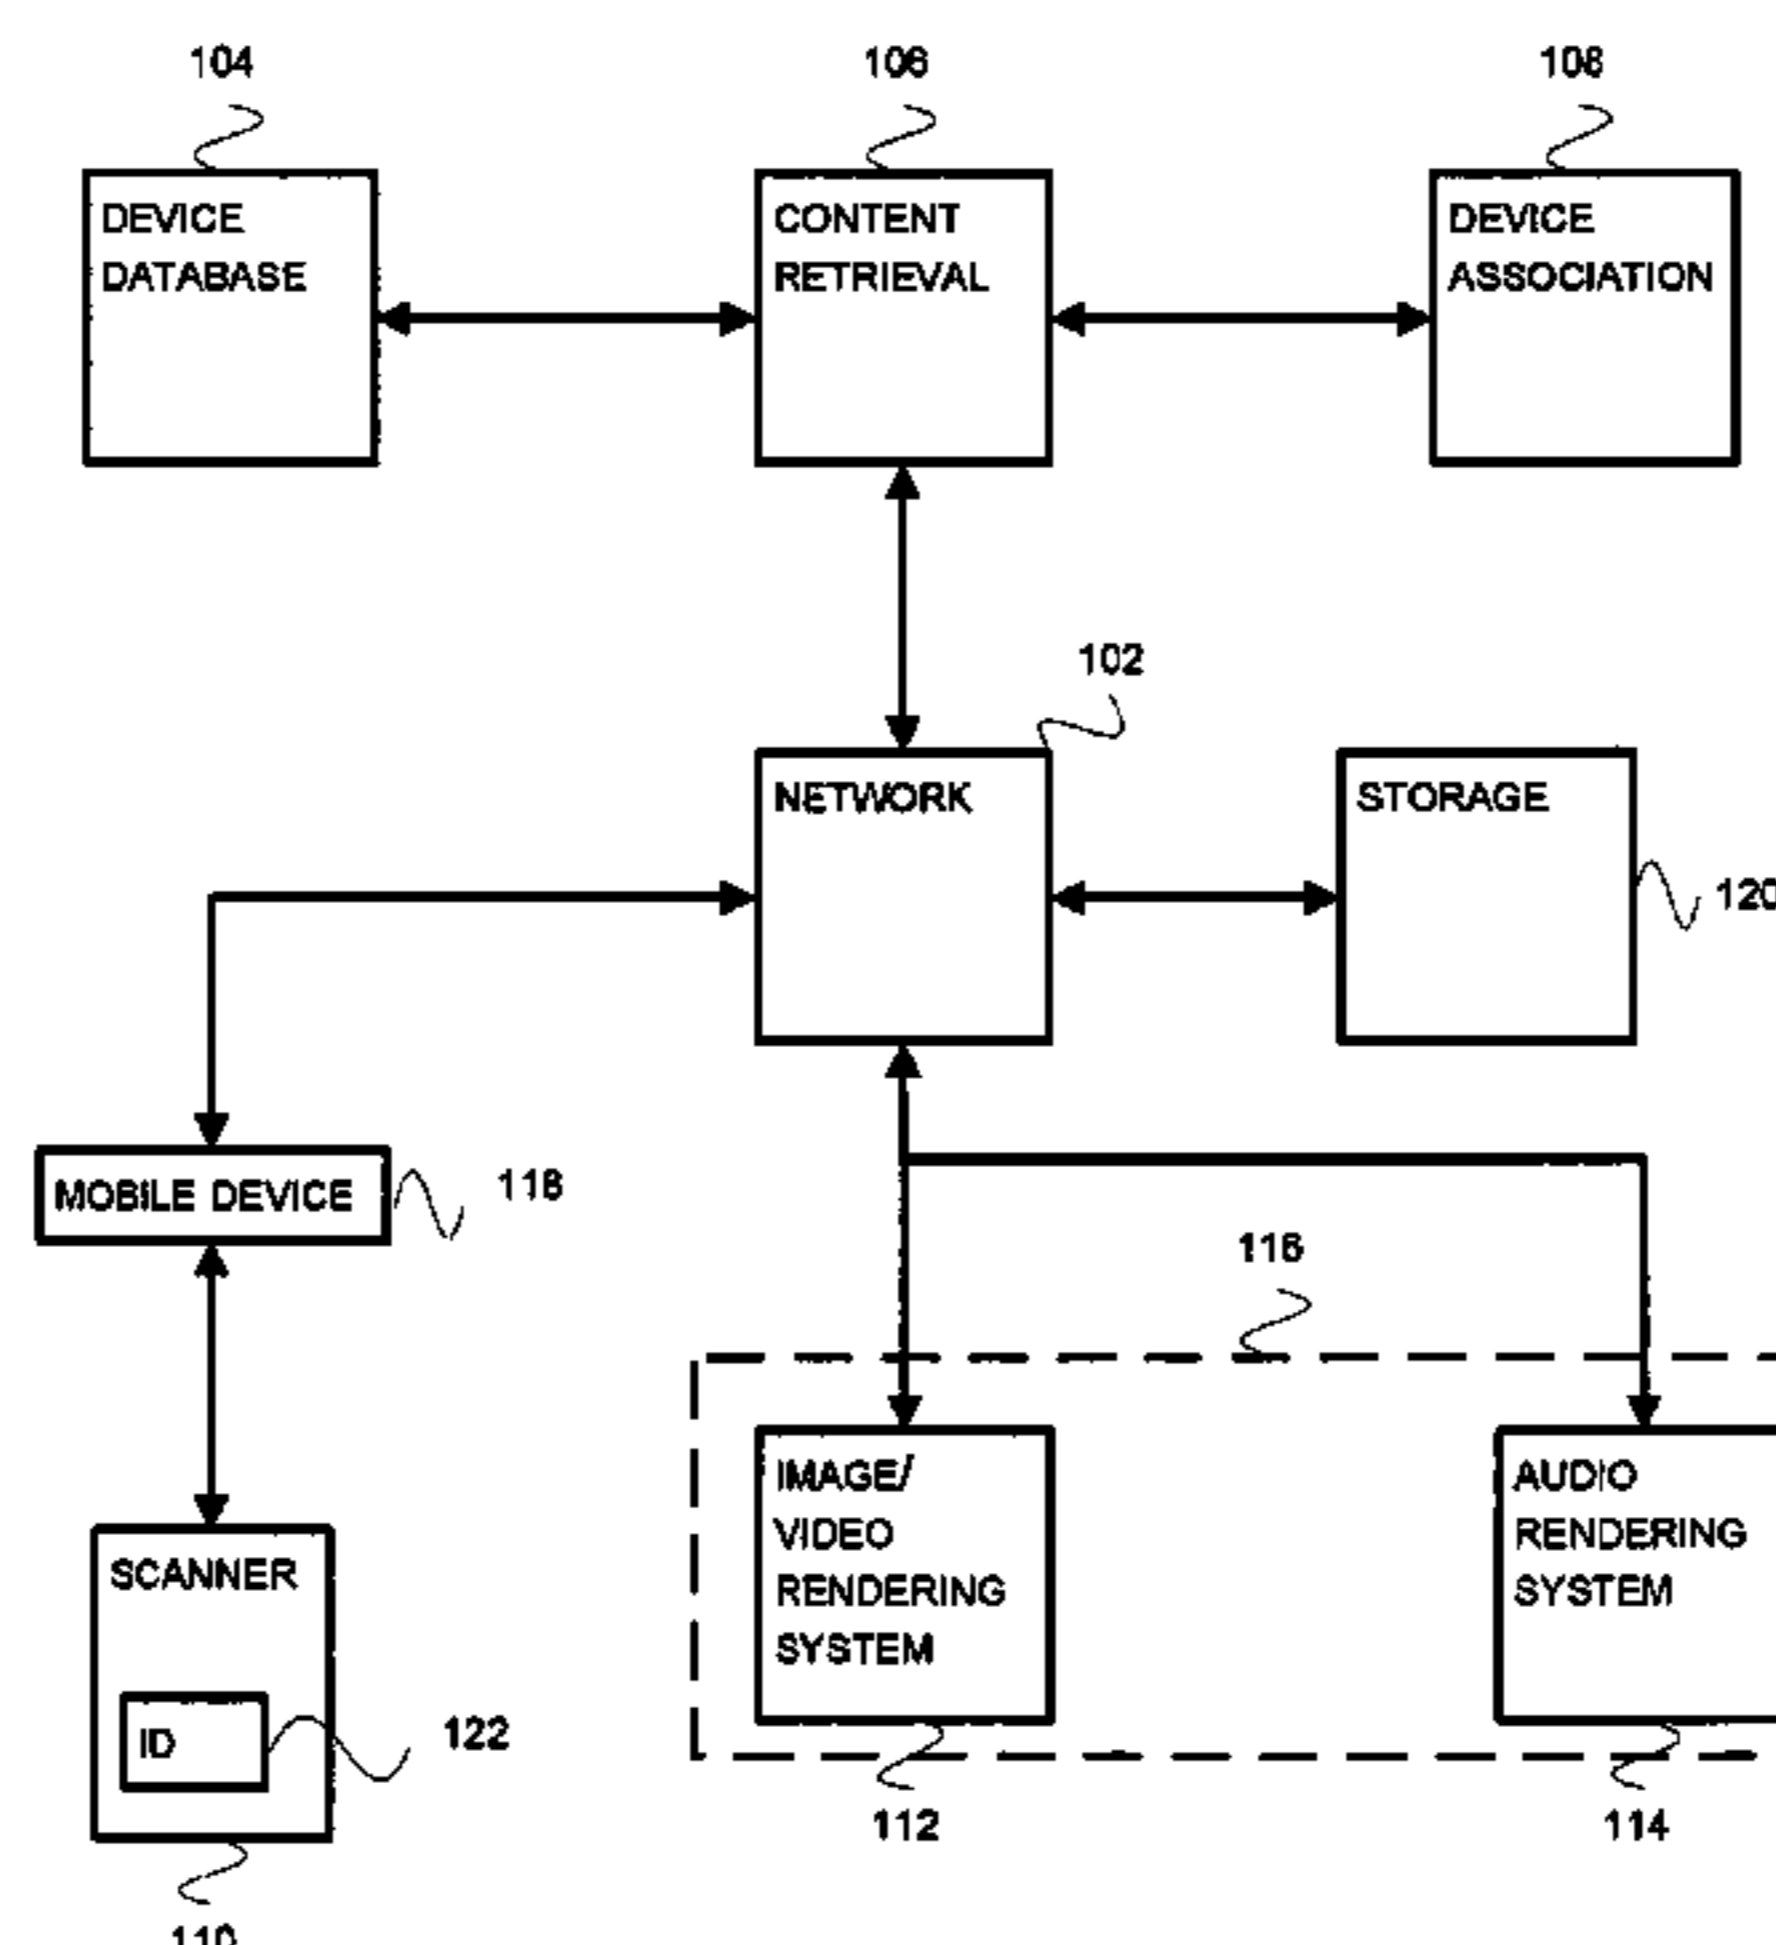 104
106
108
DEVICE
DATABASE
CONTENT
RETRIEVAL
DEVICE
ASSOCIATION
102
NETWORK
STORAGE
120
MOBILE DEVICE
118
116
IMAGE/
VIDEO
RENDERING
SYSTEM
AUDIO
RENDERING
SYSTEM
SCANNER
ID
122
112
114
110